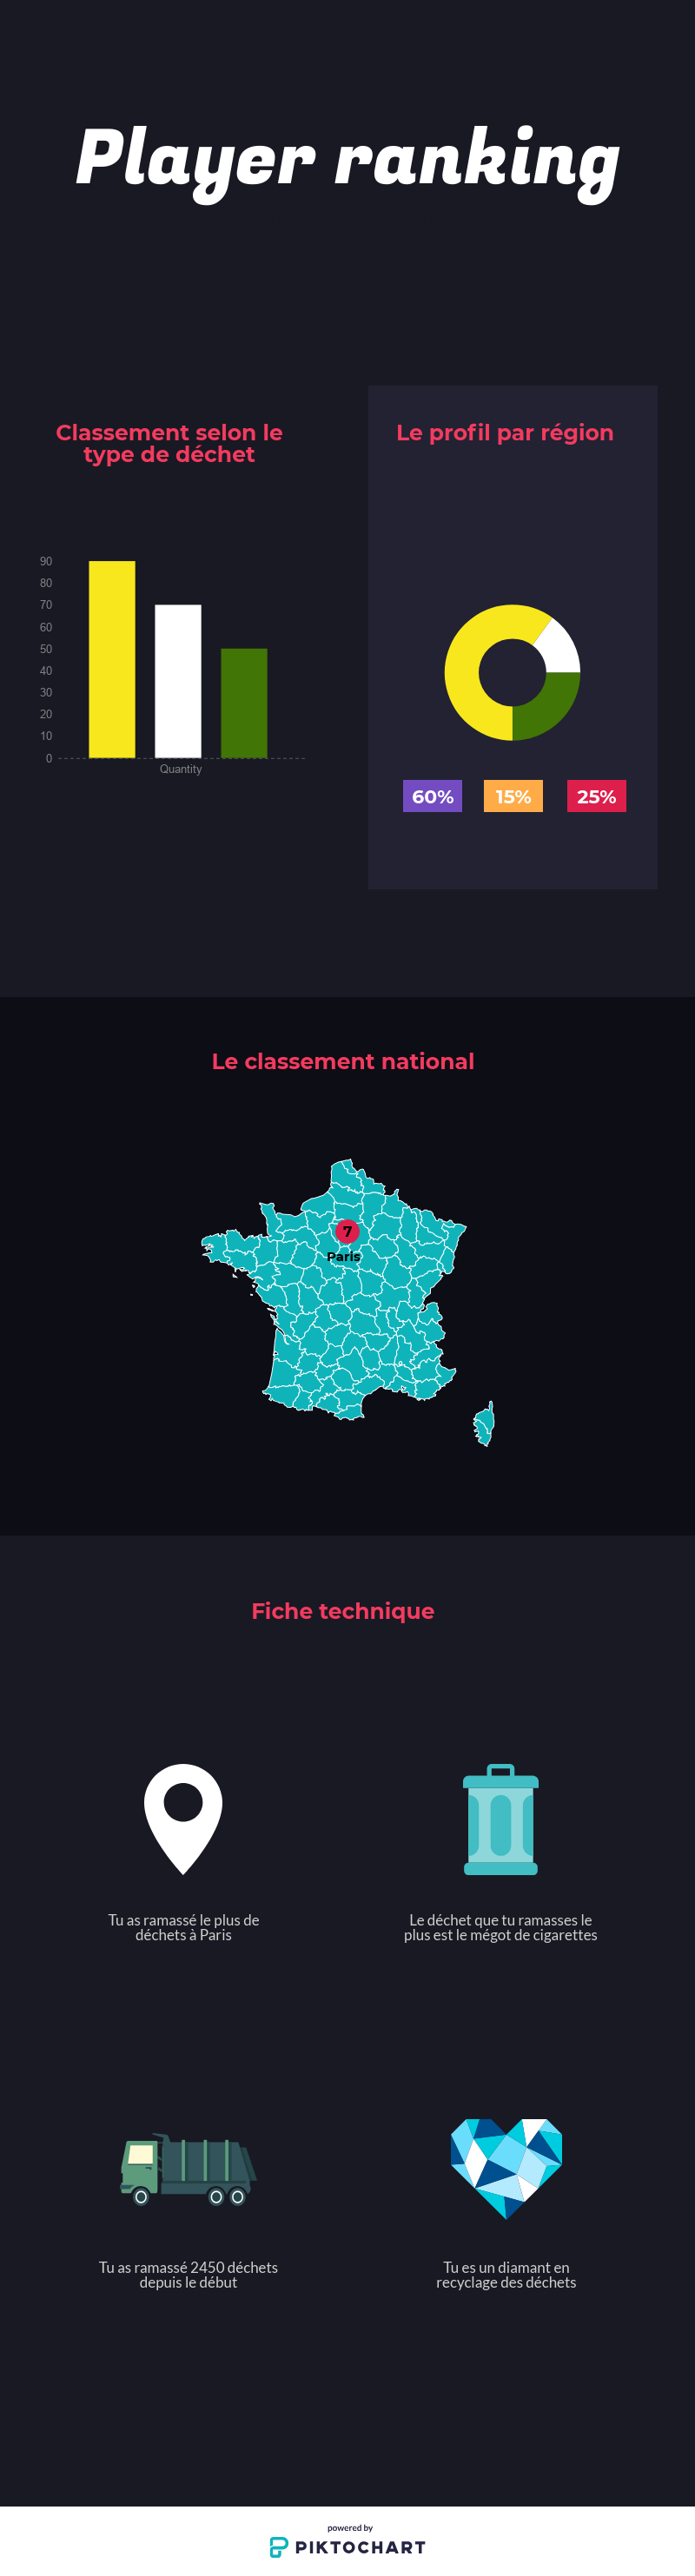 Player ranking
Classement selon le
type de déchet
90
80
70
60
50
40
30
20
10
0
Quantity
Le profil par région
60%
15%
25%
Le classement national
7
Paris
Fiche technique
Tu as ramassé le plus de
déchets à Paris
Le déchet que tu ramasses le
plus est le mégot de cigarettes
Tu as ramassé 2450 déchets
depuis le début
Tu es un diamant en
recyclage des déchets
powered by
PIKTOCHART